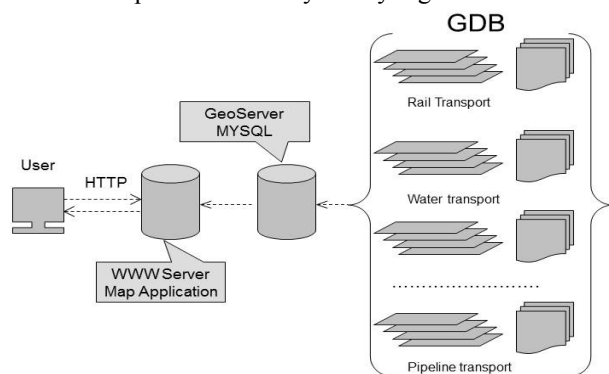 GDB
Rail Transport
GeoServer
MYSQL
User
HTTP
Water transport
WWW Server
Map Application
Pipeline transport